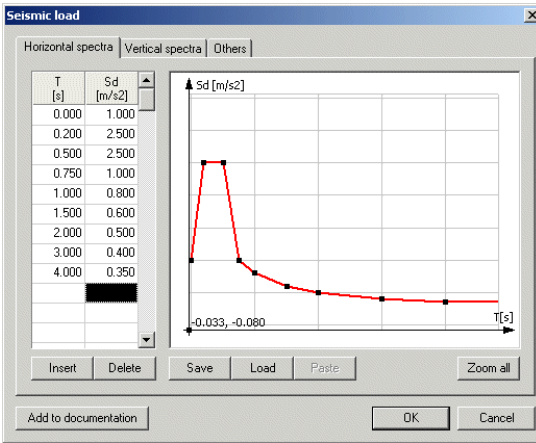 Seismic load
Horizontal spectra Vertical spectra Others
T Sd
[s] [m/s2]
0.000 1.000
0.200 2.500
0.500 2.500
0.750 1.000
1.000 0.800
1.500 0.600
2.000 0.500
3.000 0.400
4.000 0.350
Sd [m/s2]
-0.033, -0.080
T[s]
Insert Delete Save Load Paste Zoom all
Add to documentation OK Cancel